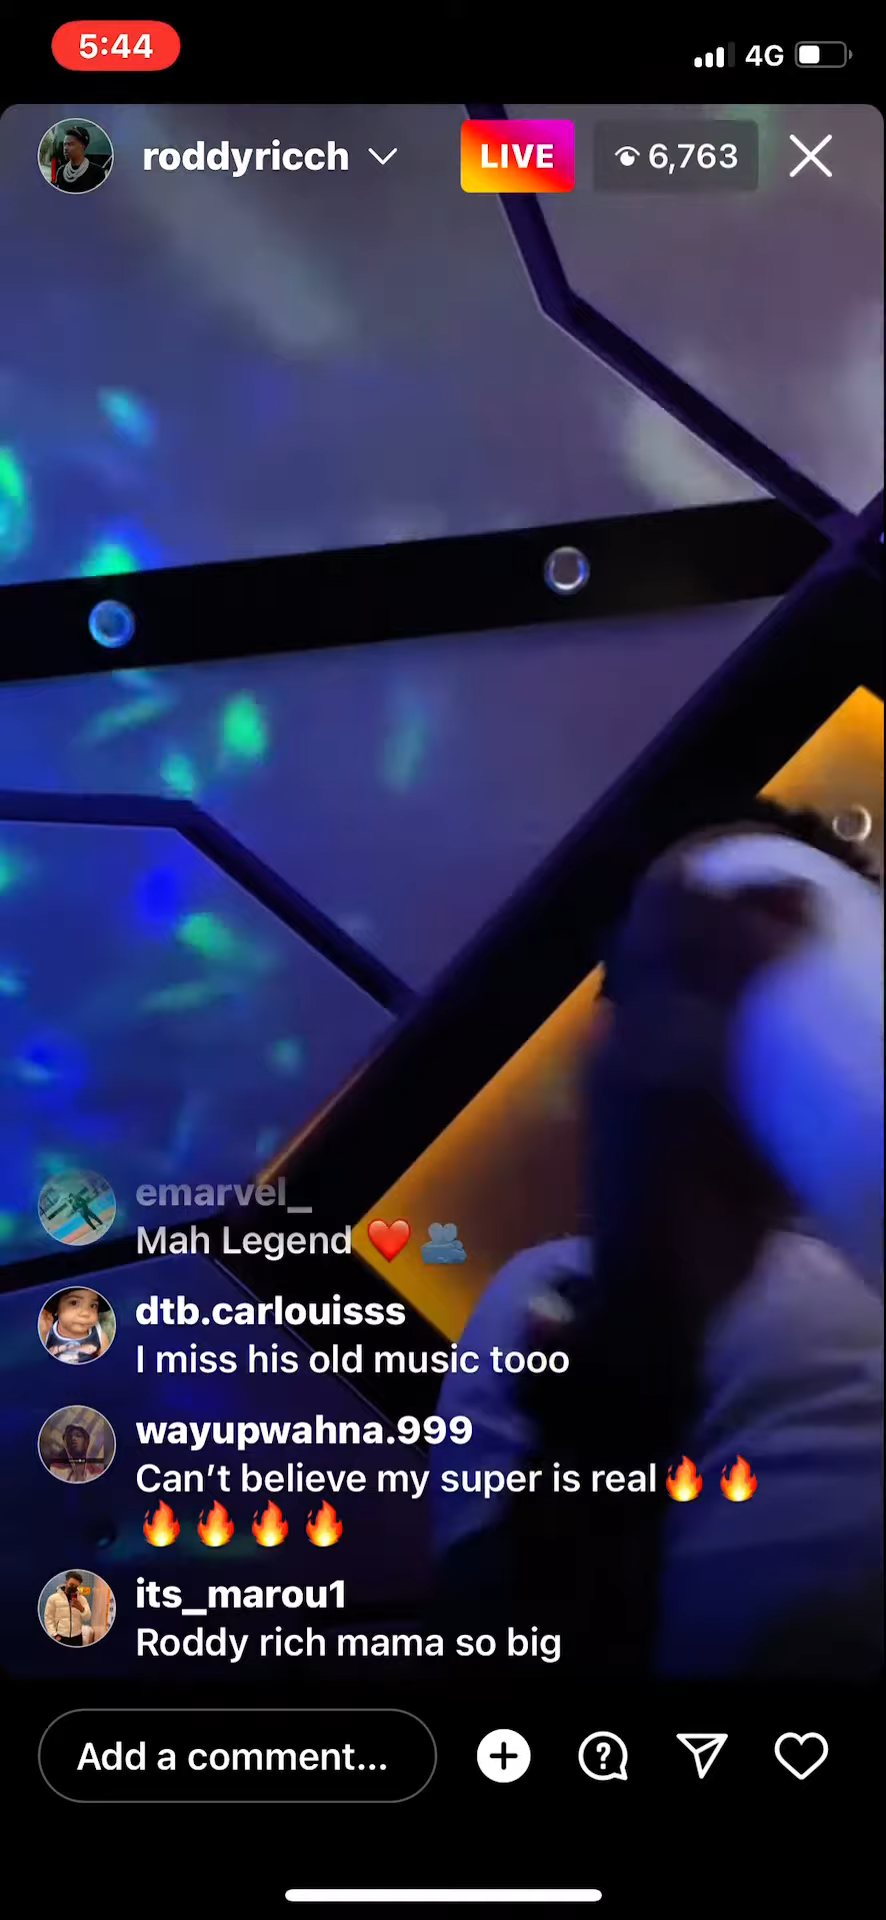 5:44
4G
roddyricch
LIVE
6,763
emarvel_
Mah Legend ❤️ 🫂
dtb.carlouisss
I miss his old music tooo
wayupwahna.999
Can’t believe my super is real🔥 🔥
🔥 🔥 🔥 🔥
its_marou1
Roddy rich mama so big
Add a comment...